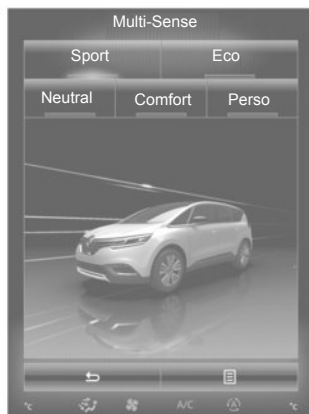 Multi-Sense
Sport Eco
Neutral Comfort Perso
°C A/C °C